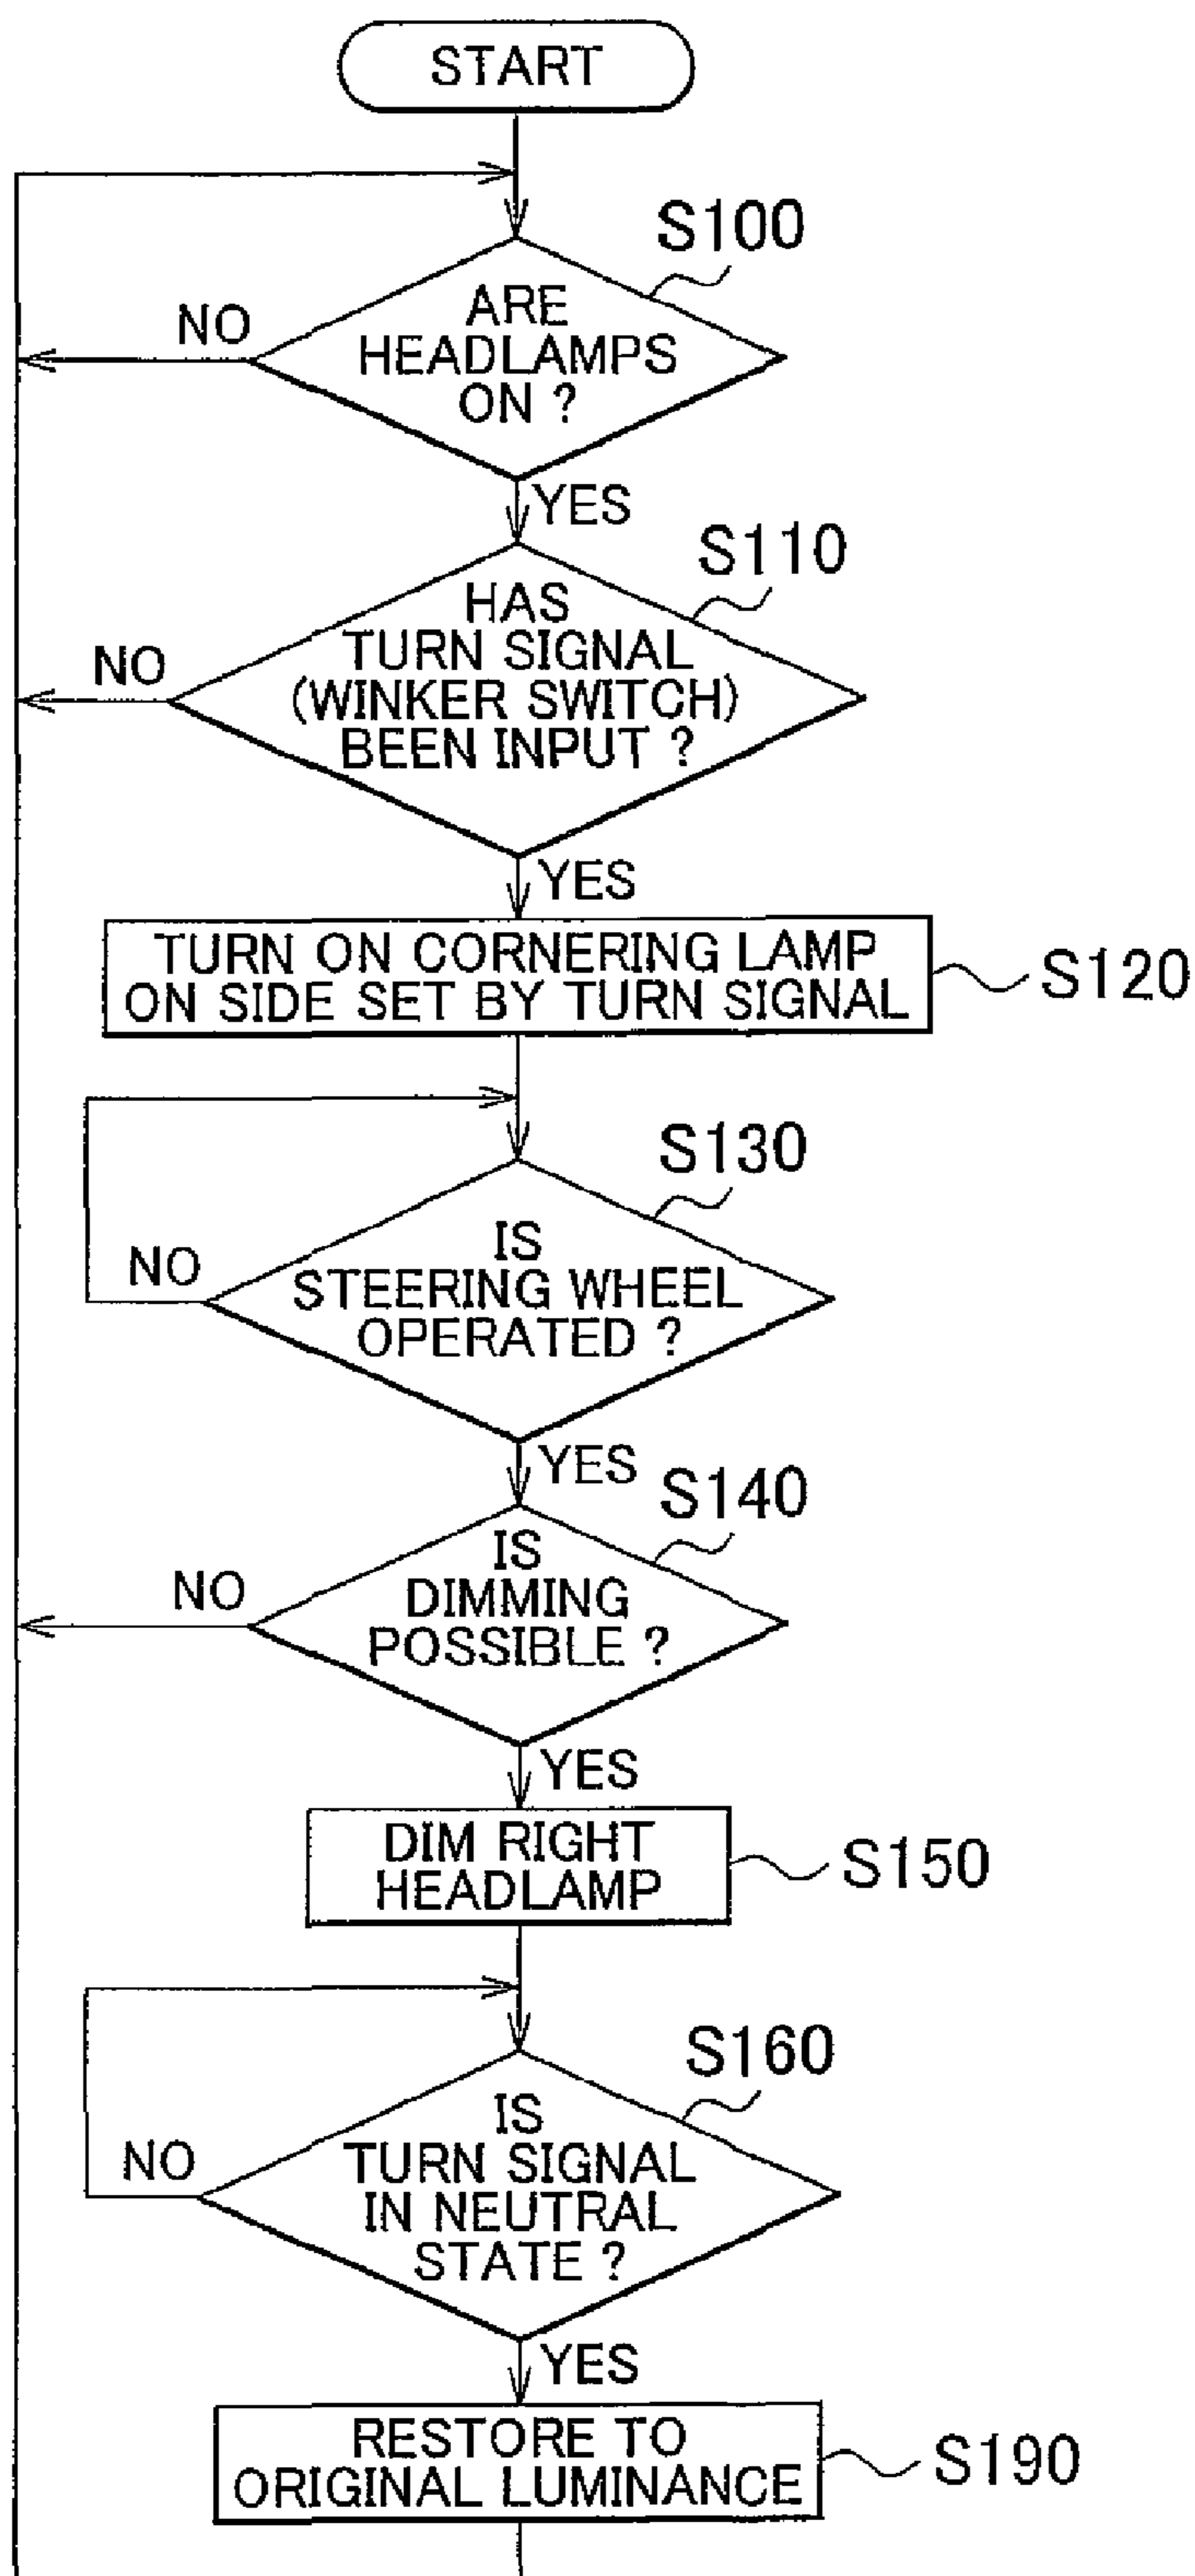 START
S100
ARE
HEADLAMPS
ON ?
NO
YES
S110
HAS
TURN SIGNAL
(WINKER SWITCH)
BEEN INPUT ?
NO
YES
TURN ON CORNERING LAMP
ON SIDE SET BY TURN SIGNAL
S120
S130
IS
STEERING WHEEL
OPERATED ?
NO
YES
S140
IS
DIMMING
POSSIBLE ?
NO
YES
DIM RIGHT
HEADLAMP
S150
S160
IS
TURN SIGNAL
IN NEUTRAL
STATE ?
NO
YES
RESTORE TO
ORIGINAL LUMINANCE
S190